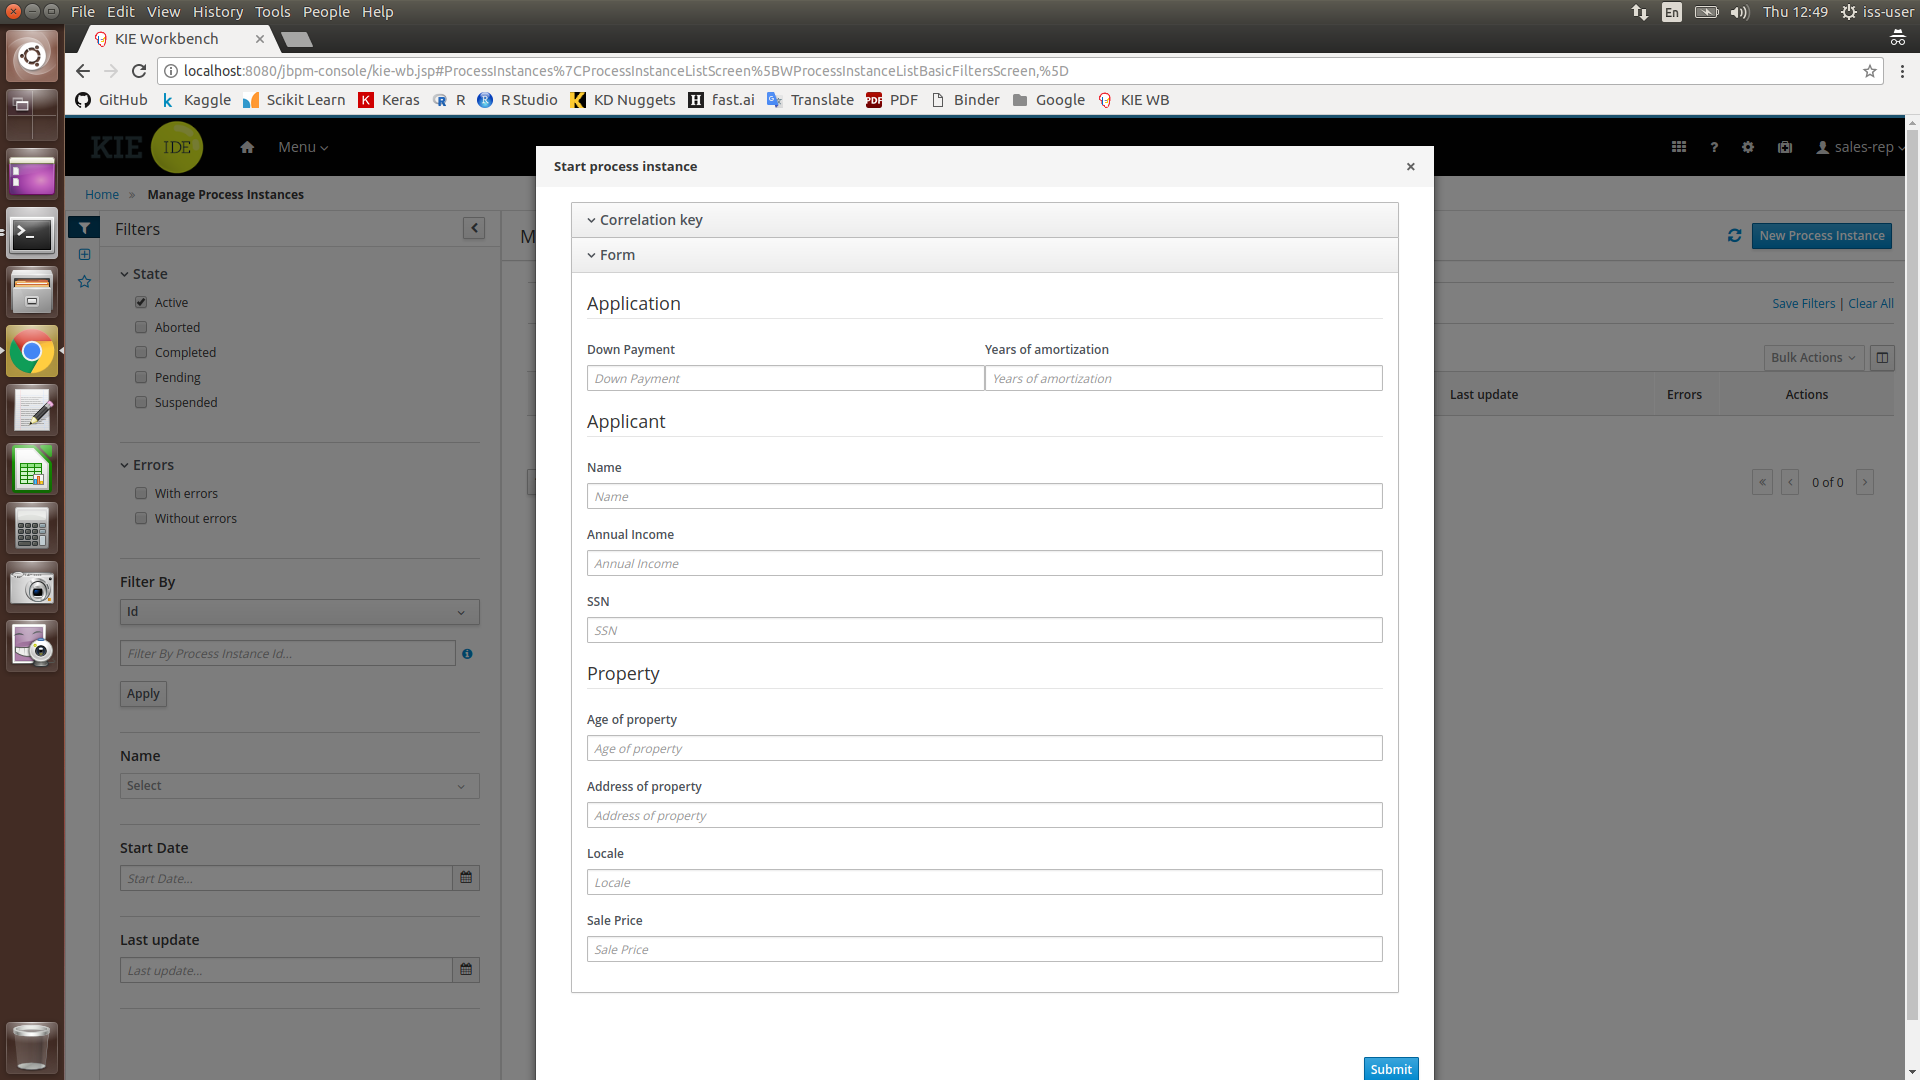 File Edit View History Tools People Help
En Thu 12:49 iss-user
KIE Workbench
localhost:8080/jbpm-console/kie-wb.jsp#ProcessInstances%7CProcessInstanceListScreen%5BWProcessInstanceListBasicFiltersScreen,%5D
GitHub Kaggle Scikit Learn Keras R R Studio KD Nuggets fast.ai Translate PDF Binder Google KIE WB
KIE IDE Menu sales-rep
Home » Manage Process Instances
Filters
State
Active
Aborted
Completed
Pending
Suspended
Errors
With errors
Without errors
Filter By
Id
Filter By Process Instance Id...
Apply
Name
Select
Start Date
Start Date...
Last update
Last update...
M
New Process Instance
Save Filters | Clear All
Bulk Actions
Last update Errors Actions
0 of 0
Start process instance ×
Correlation key
Form
Application
Down Payment Years of amortization
Down Payment Years of amortization
Applicant
Name
Name
Annual Income
Annual Income
SSN
SSN
Property
Age of property
Age of property
Address of property
Address of property
Locale
Locale
Sale Price
Sale Price
Submit